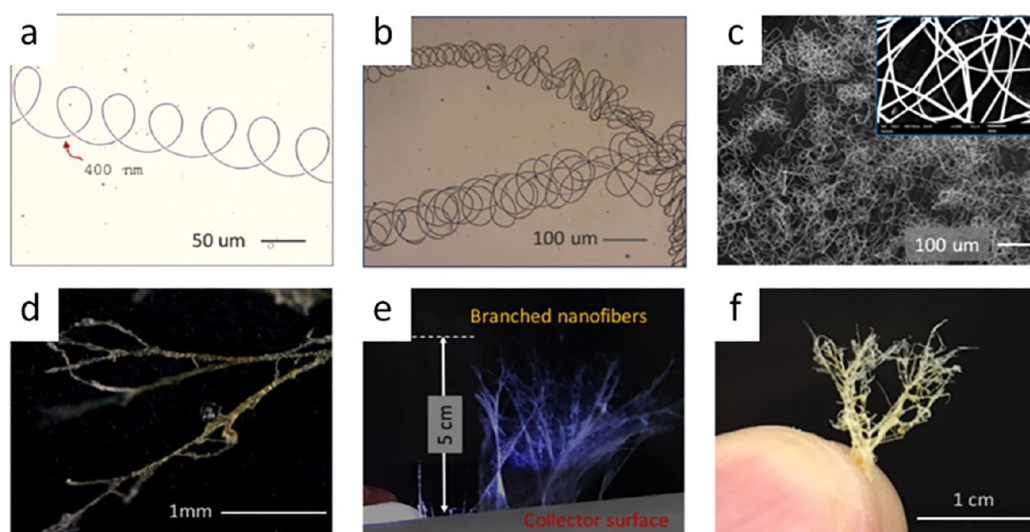 a
b
c
400 nm
50 um
100 um
100 um
d
e
f
Branched nanofibers
5 cm
1mm
Collector surface
1 cm